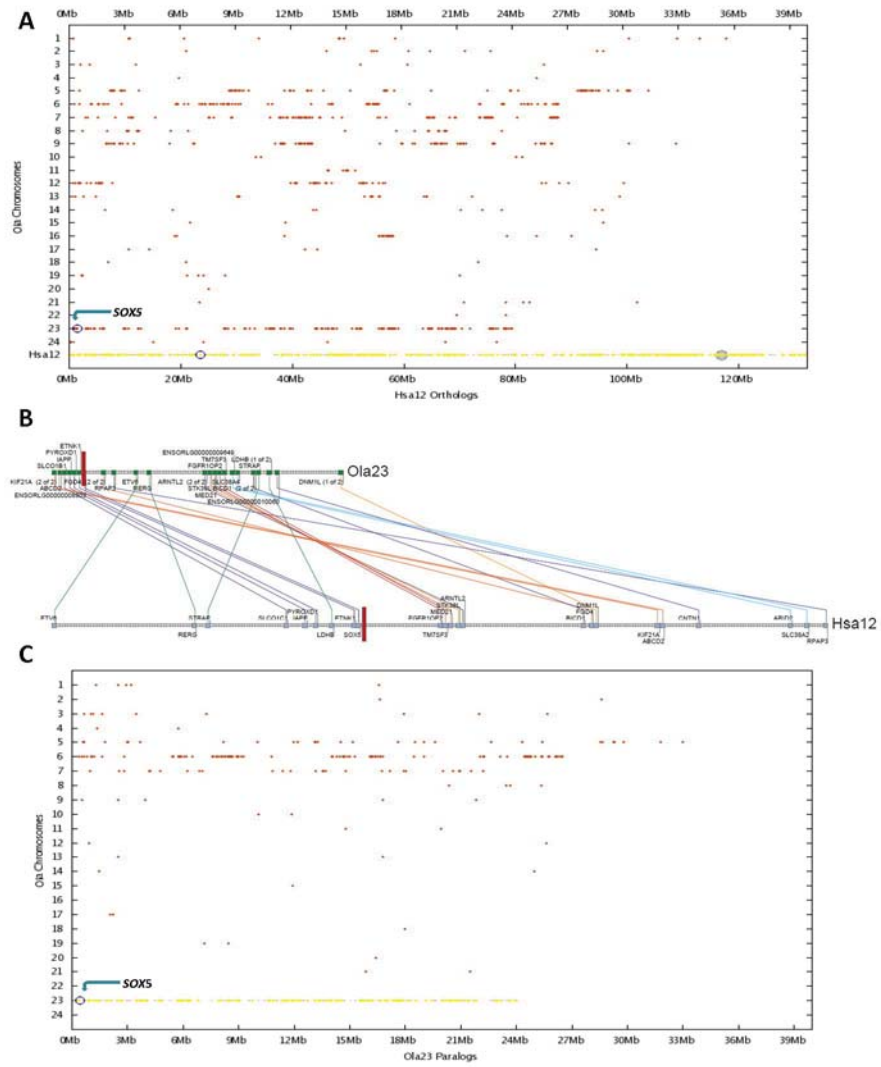 A
0Mb 3Mb 6Mb 9Mb 12Mb 15Mb 18Mb 21Mb 24Mb 27Mb 30Mb 33Mb 36Mb 39Mb
Ola Chromosomes
1
2
3
4
5
6
7
8
9
10
11
12
13
14
15
16
17
18
19
20
21
22
SOX5
23
24
Hsa12
0Mb 20Mb 40Mb 60Mb 80Mb 100Mb 120Mb
Hsa12 Orthologs
B
ETNK1
PYROXD1
IAPP
SLCO1B1
TM7SF3 LDHB (1 of 2)
FGFR1OP2 STRAP
DNM1L (1 of 2)
Ola23
KIF21A (2 of 2)
ABCD2
RPAP3
ETV6
RERG
ARNTL2 (2 of 2)
STK38L
MED21
SLC38A4
ARNTL2
STK38L
MED21
FGFR1OP2
DNM1L
FGD4
PYROXD1
IAPP
SLCO1C1
ETNK1
ETV6
RERG
STRAP
LDHB
SOX5
TM7SF3
BICD1
KIF21A
ABCD2
CNTN1
ARID2
SLC38A2
RPAP3
Hsa12
C
Ola Chromosomes
1
2
3
4
5
6
7
8
9
10
11
12
13
14
15
16
17
18
19
20
21
22
SOX5
23
24
0Mb 3Mb 6Mb 9Mb 12Mb 15Mb 18Mb 21Mb 24Mb 27Mb 30Mb 33Mb 36Mb 39Mb
Ola23 Paralogs